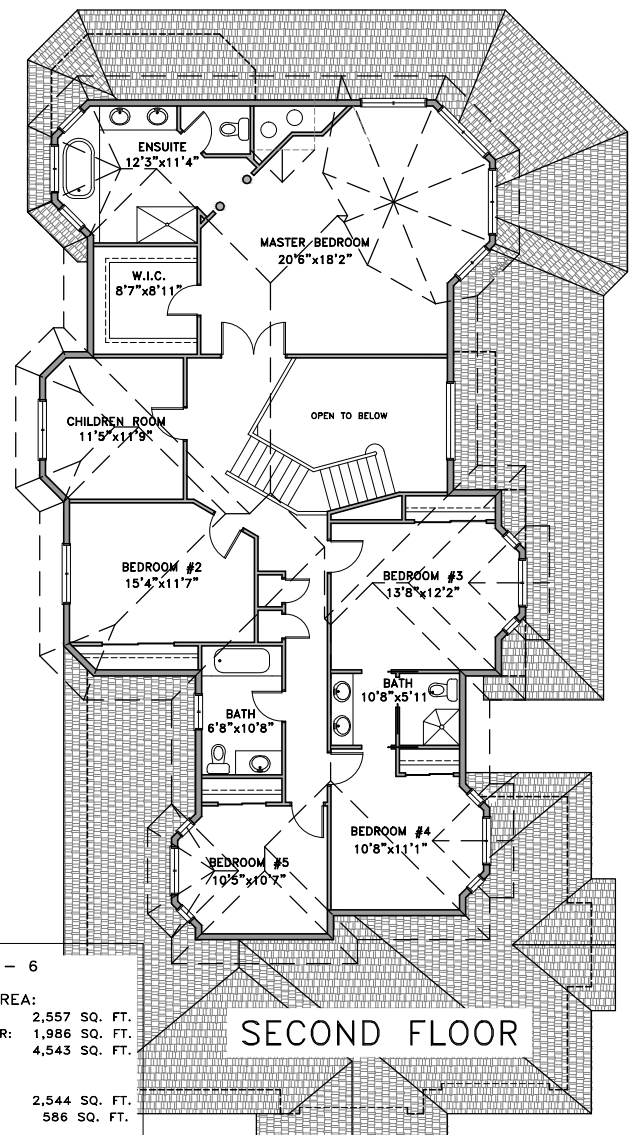 ENSUITE
12'3"x11'4"
MASTER BEDROOM
20'6"x18'2"
W.I.C.
8'7"x8'11"
CHILDREN ROOM
11'5"x11'9"
OPEN TO BELOW
BEDROOM #2
15'4"x11'7"
BEDROOM #3
13'8"x12'2"
BATH
10'8"x5'11
BATH
6'8"x10'8"
BEDROOM #4
10'8"x11'1"
BEDROOM #5
10'5"x10'7"
– 6
REA:
2,557 SQ. FT.
R: 1,986 SQ. FT.
4,543 SQ. FT.
2,544 SQ. FT.
586 SQ. FT.
SECOND FLOOR